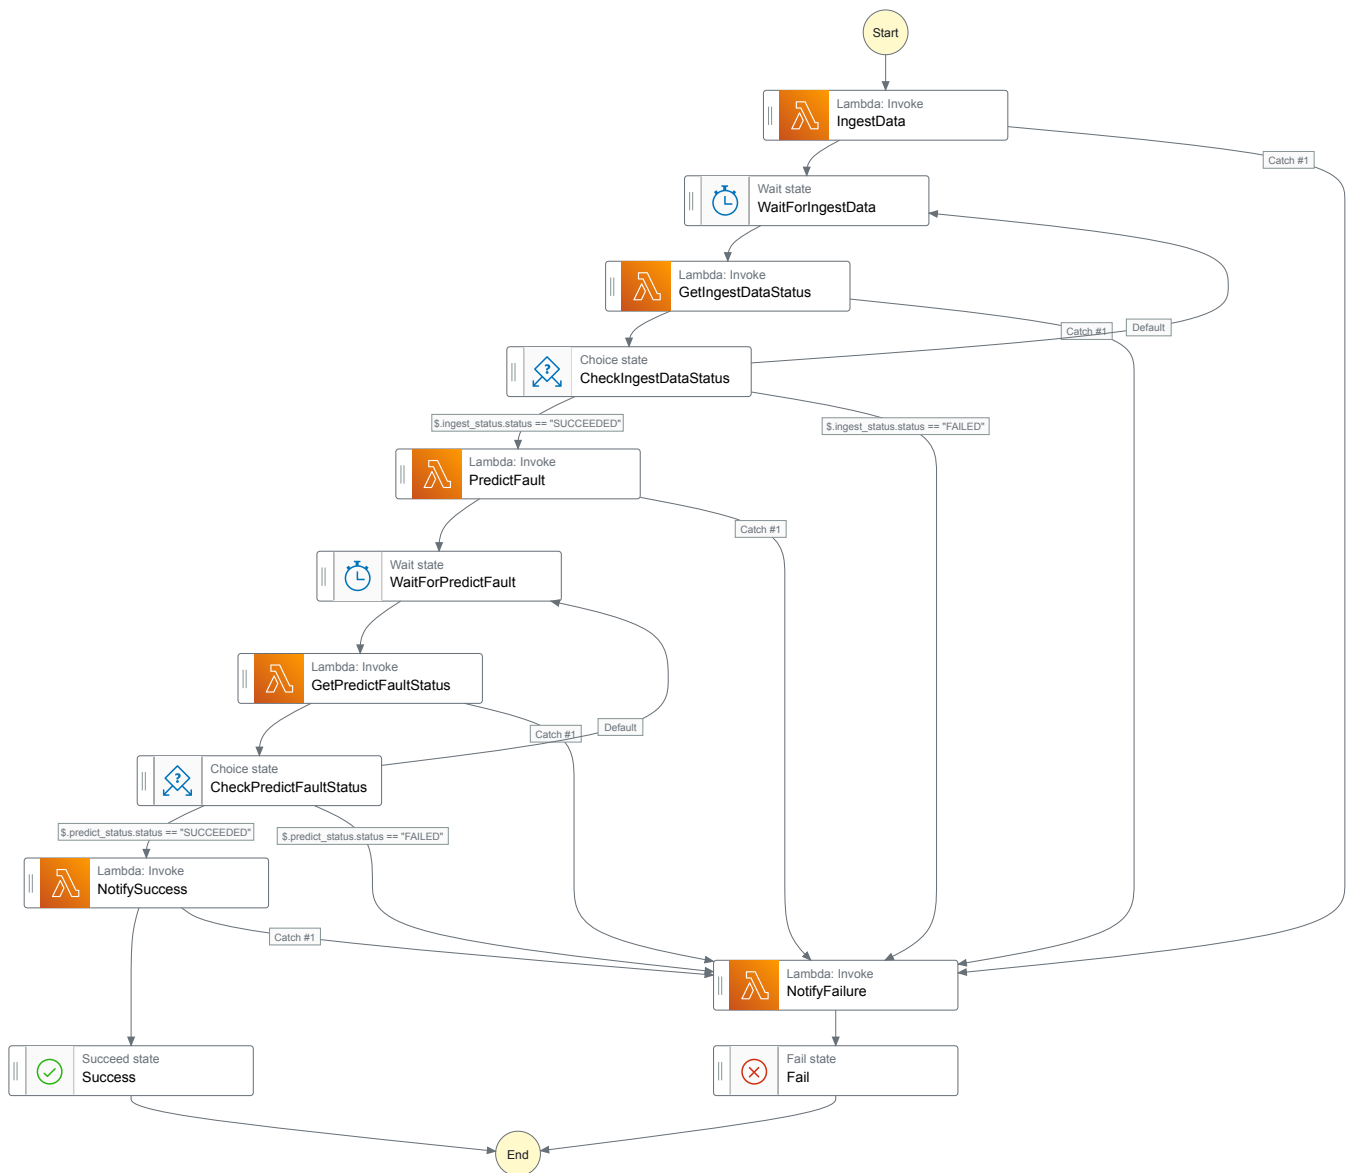 Start
Lambda: Invoke
IngestData
Catch #1
Wait state
WaitForIngestData
Lambda: Invoke
GetIngestDataStatus
Catch #1
Default
Choice state
CheckIngestDataStatus
$.ingest_status.status == "SUCCEEDED"
$.ingest_status.status == "FAILED"
Lambda: Invoke
PredictFault
Catch #1
Wait state
WaitForPredictFault
Lambda: Invoke
GetPredictFaultStatus
Catch #1
Default
Choice state
CheckPredictFaultStatus
$.predict_status.status == "SUCCEEDED"
$.predict_status.status == "FAILED"
Lambda: Invoke
NotifySuccess
Catch #1
Lambda: Invoke
NotifyFailure
Succeed state
Success
Fail state
Fail
End